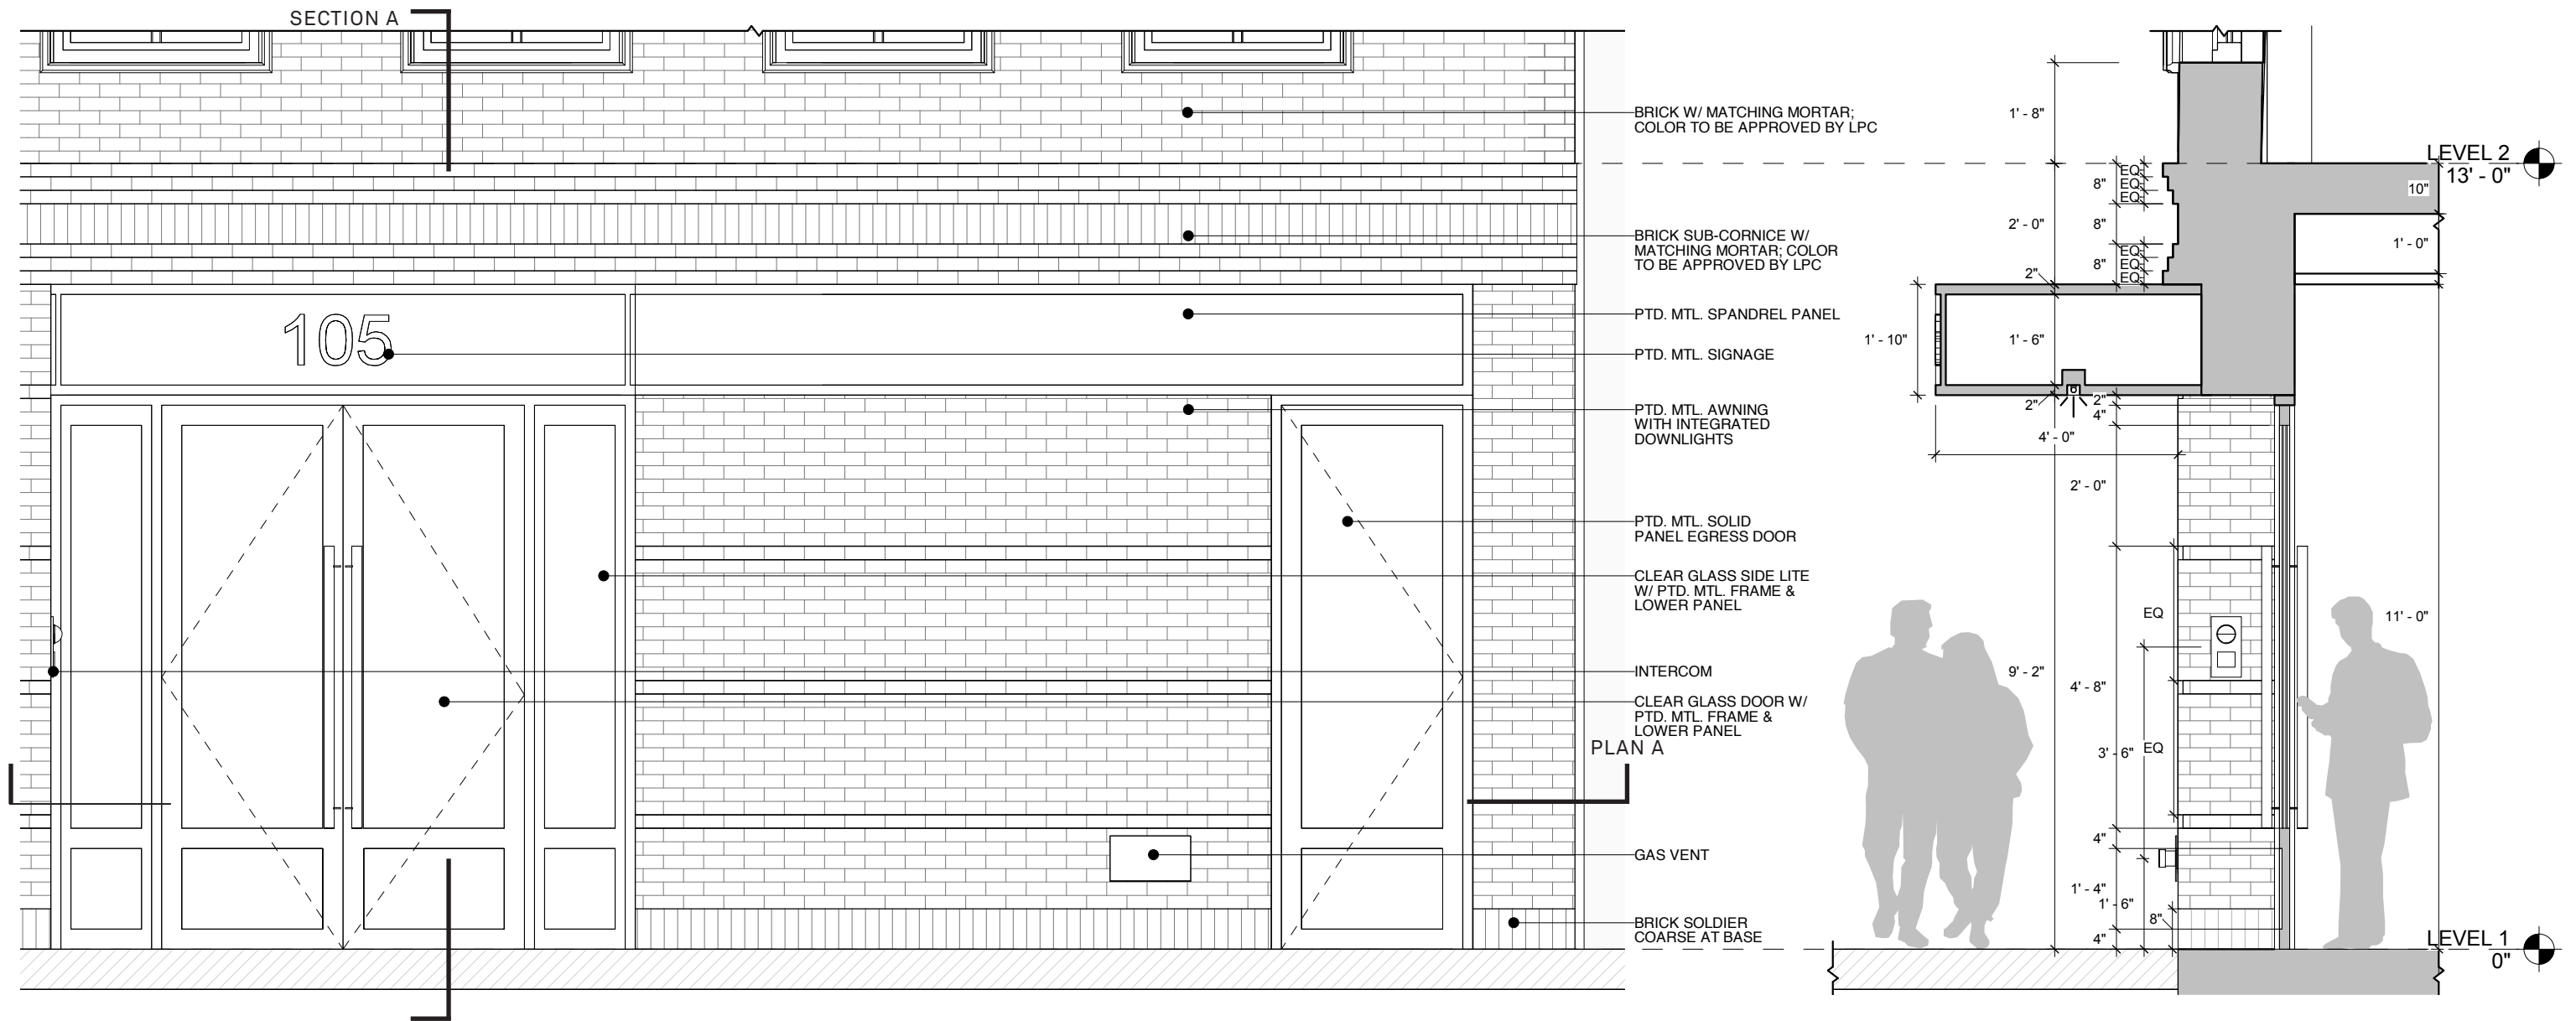 SECTION A
105
BRICK W/ MATCHING MORTAR;
COLOR TO BE APPROVED BY LPC
BRICK SUB-CORNICE W/
MATCHING MORTAR; COLOR
TO BE APPROVED BY LPC
PTD. MTL. SPANDREL PANEL
PTD. MTL. SIGNAGE
PTD. MTL. AWNING
WITH INTEGRATED
DOWNLIGHTS
PTD. MTL. SOLID
PANEL EGRESS DOOR
CLEAR GLASS SIDE LITE
W/ PTD. MTL. FRAME &
LOWER PANEL
INTERCOM
CLEAR GLASS DOOR W/
PTD. MTL. FRAME &
LOWER PANEL
PLAN A
GAS VENT
BRICK SOLDIER
COARSE AT BASE
1' - 8"
LEVEL 2
13' - 0"
EQ
8" EQ
EQ
10"
2' - 0"
8"
1' - 0"
EQ
8" EQ
EQ
2"
1' - 10"
1' - 6"
2"
2"
4"
4' - 0"
2' - 0"
EQ
11' - 0"
9' - 2"
4' - 8"
3' - 6"
EQ
4"
1' - 4"
1' - 6"
8"
4"
LEVEL 1
0"